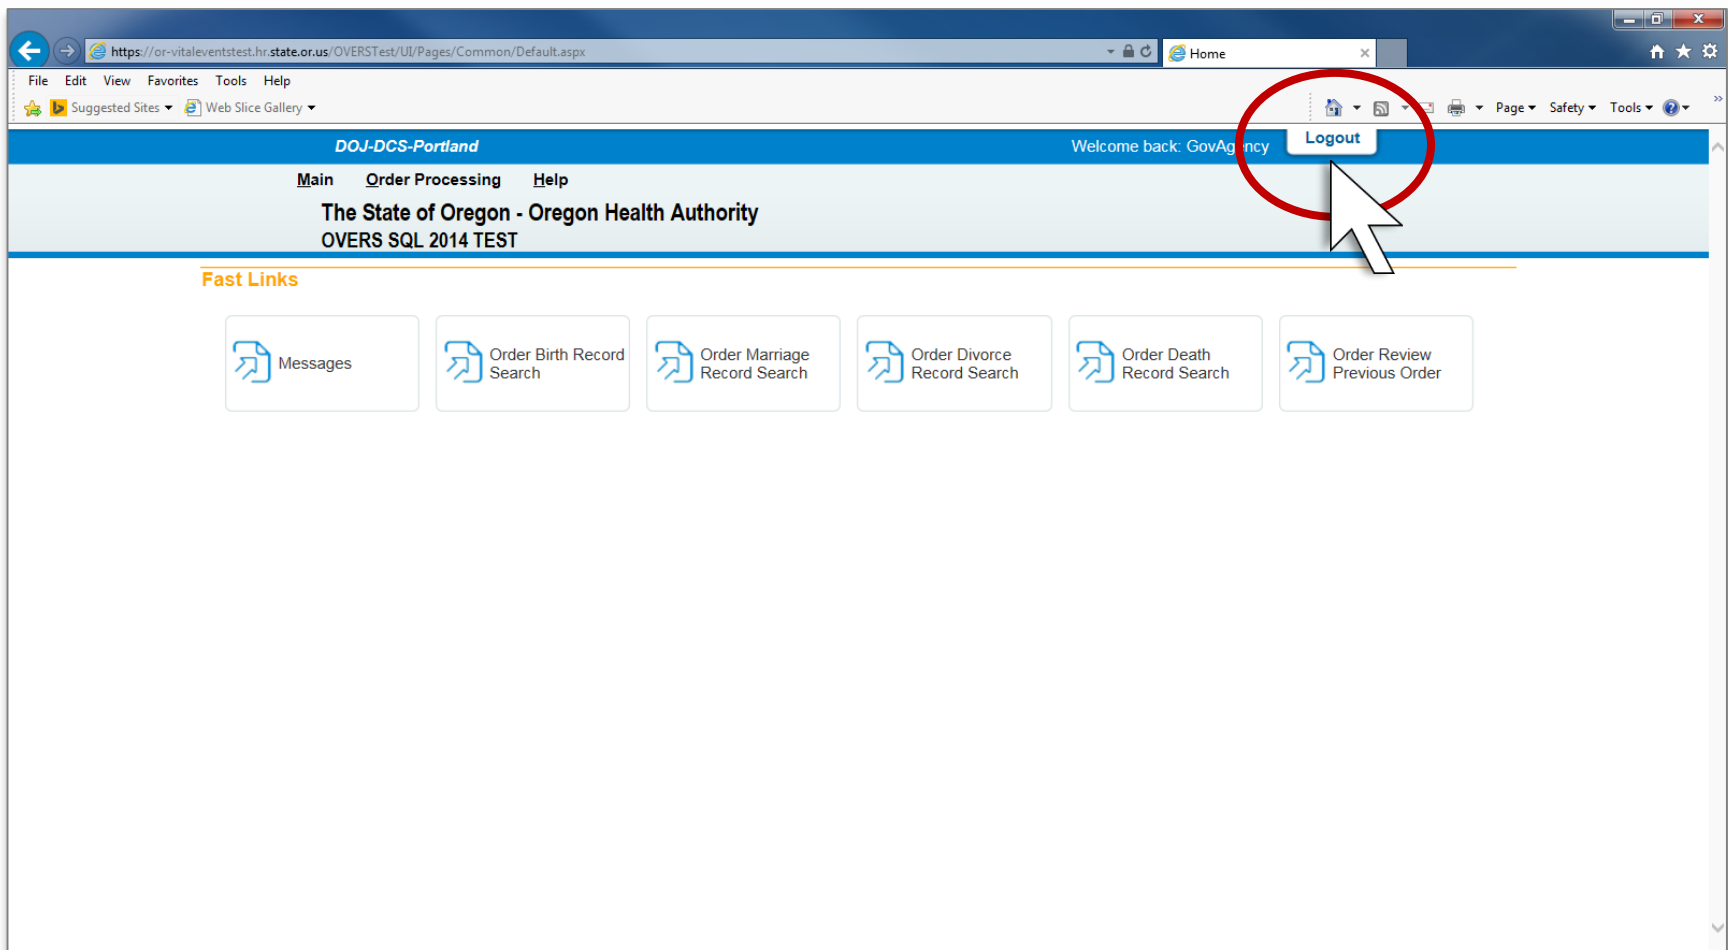 https://or-vitaleventstest.hr.state.or.us/OVERSTest/UI/Pages/Common/Default.aspx
Home
File Edit View Favorites Tools Help
Suggested Sites Web Slice Gallery
Page Safety Tools
DOJ-DCS-Portland
Welcome back: GovAgency
Logout
Main Order Processing Help
The State of Oregon - Oregon Health Authority
OVERS SQL 2014 TEST
Fast Links
Messages
Order Birth Record
Search
Order Marriage
Record Search
Order Divorce
Record Search
Order Death
Record Search
Order Review
Previous Order